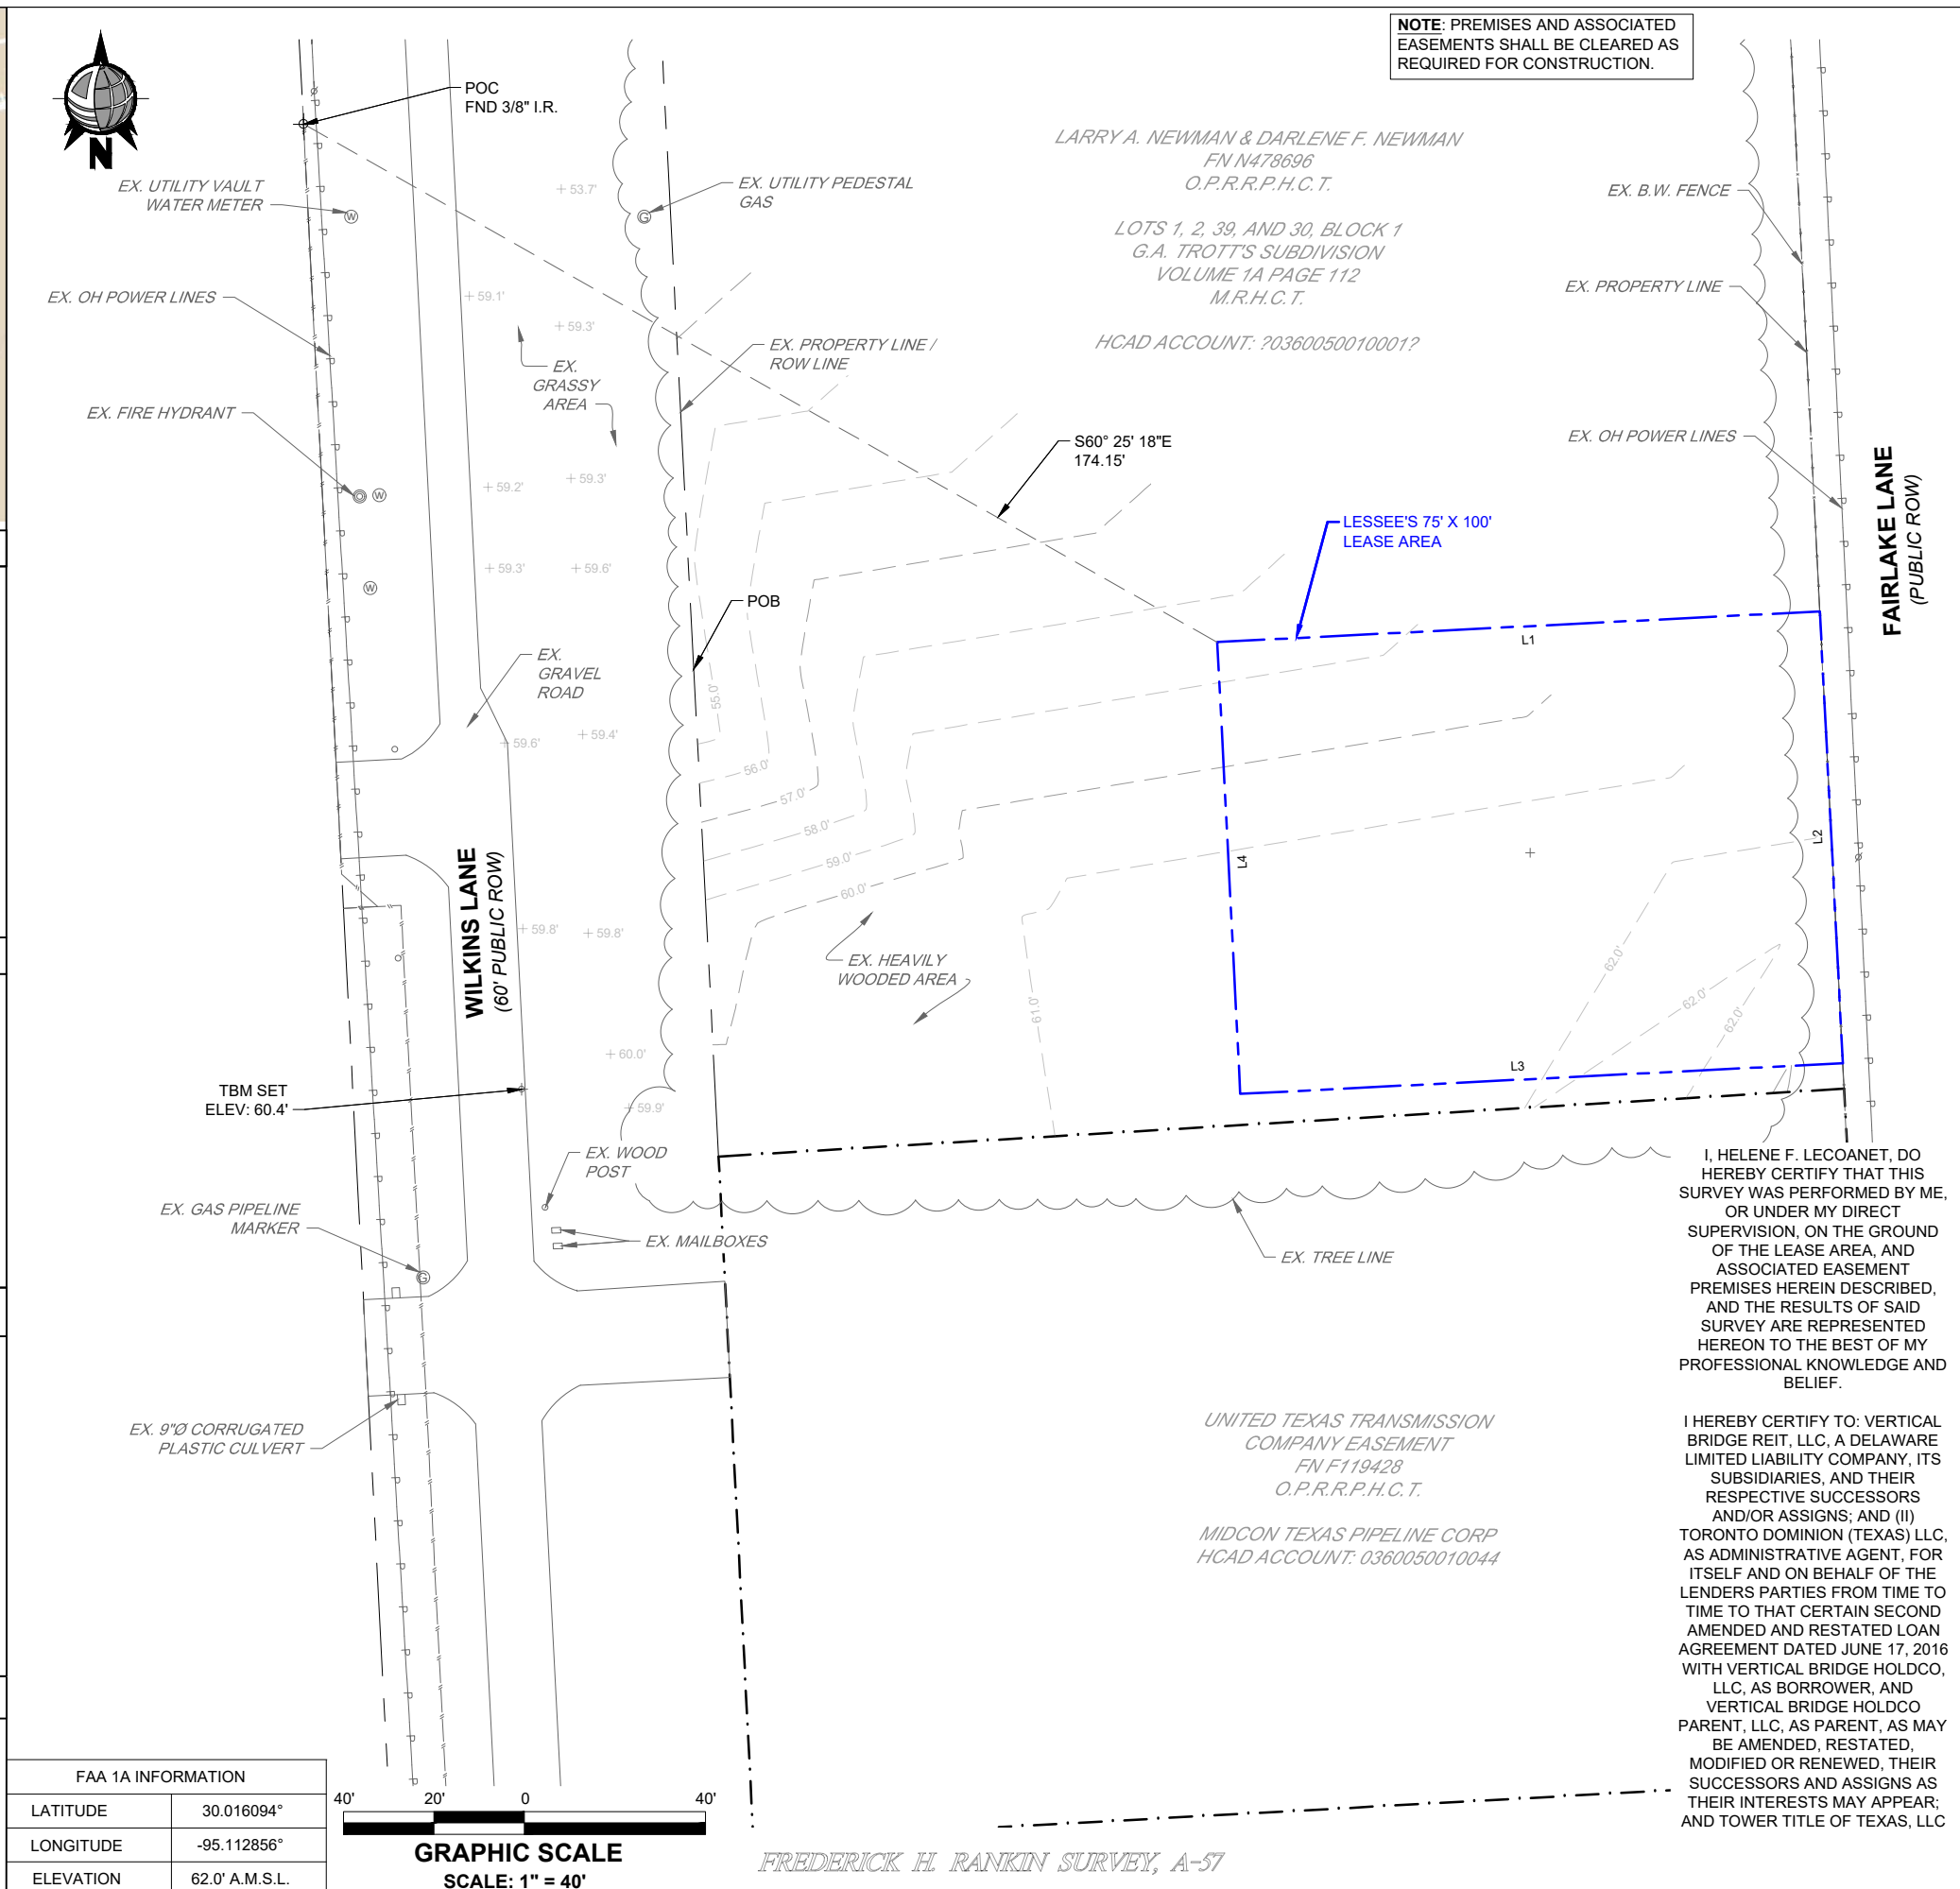 NOTE: PREMISES AND ASSOCIATED
EASEMENTS SHALL BE CLEARED AS
REQUIRED FOR CONSTRUCTION.
N
POC
FND 3/8" I.R.
EX. UTILITY VAULT
WATER METER
W
+ 53.7'
G
EX. UTILITY PEDESTAL
GAS
LARRY A. NEWMAN & DARLENE F. NEWMAN
FN N478696
O.P.R.R.P.H.C.T.
LOTS 1, 2, 39, AND 30, BLOCK 1
G.A. TROTT'S SUBDIVISION
VOLUME 1A PAGE 112
M.R.H.C.T.
HCAD ACCOUNT: ?0360050010001?
EX. B.W. FENCE
EX. PROPERTY LINE
EX. OH POWER LINES
FAIRLAKE LANE
(PUBLIC ROW)
EX. OH POWER LINES
+ 59.1'
+ 59.3'
EX.
GRASSY
AREA
EX. PROPERTY LINE /
ROW LINE
EX. FIRE HYDRANT
W
+ 59.2'
+ 59.3'
S60° 25' 18"E
174.15'
LESSEE'S 75' X 100'
LEASE AREA
+ 59.3'
+ 59.6'
W
POB
L1
EX.
GRAVEL
ROAD
55.0'
+ 59.6'
+ 59.4'
56.0'
57.0'
58.0'
59.0'
60.0'
L4
L2
WILKINS LANE
(60' PUBLIC ROW)
+ 59.8'
+ 59.8'
EX. HEAVILY
WOODED AREA
61.0'
62.0'
62.0'
62.0'
+ 60.0'
L3
TBM SET
ELEV: 60.4'
+ 59.9'
EX. WOOD
POST
EX. GAS PIPELINE
MARKER
G
EX. MAILBOXES
EX. TREE LINE
EX. 9"Ø CORRUGATED
PLASTIC CULVERT
UNITED TEXAS TRANSMISSION
COMPANY EASEMENT
FN F119428
O.P.R.R.P.H.C.T.
MIDCON TEXAS PIPELINE CORP
HCAD ACCOUNT: 0360050010044
I, HELENE F. LECOANET, DO
HEREBY CERTIFY THAT THIS
SURVEY WAS PERFORMED BY ME,
OR UNDER MY DIRECT
SUPERVISION, ON THE GROUND
OF THE LEASE AREA, AND
ASSOCIATED EASEMENT
PREMISES HEREIN DESCRIBED,
AND THE RESULTS OF SAID
SURVEY ARE REPRESENTED
HEREON TO THE BEST OF MY
PROFESSIONAL KNOWLEDGE AND
BELIEF.
I HEREBY CERTIFY TO: VERTICAL
BRIDGE REIT, LLC, A DELAWARE
LIMITED LIABILITY COMPANY, ITS
SUBSIDIARIES, AND THEIR
RESPECTIVE SUCCESSORS
AND/OR ASSIGNS; AND (II)
TORONTO DOMINION (TEXAS) LLC,
AS ADMINISTRATIVE AGENT, FOR
ITSELF AND ON BEHALF OF THE
LENDERS PARTIES FROM TIME TO
TIME TO THAT CERTAIN SECOND
AMENDED AND RESTATED LOAN
AGREEMENT DATED JUNE 17, 2016
WITH VERTICAL BRIDGE HOLDCO,
LLC, AS BORROWER, AND
VERTICAL BRIDGE HOLDCO
PARENT, LLC, AS PARENT, AS MAY
BE AMENDED, RESTATED,
MODIFIED OR RENEWED, THEIR
SUCCESSORS AND ASSIGNS AS
THEIR INTERESTS MAY APPEAR;
AND TOWER TITLE OF TEXAS, LLC
FAA 1A INFORMATION
LATITUDE 30.016094°
LONGITUDE -95.112856°
ELEVATION 62.0' A.M.S.L.
40' 20' 0 40'
GRAPHIC SCALE
SCALE: 1" = 40'
FREDERICK H. RANKIN SURVEY, A-57